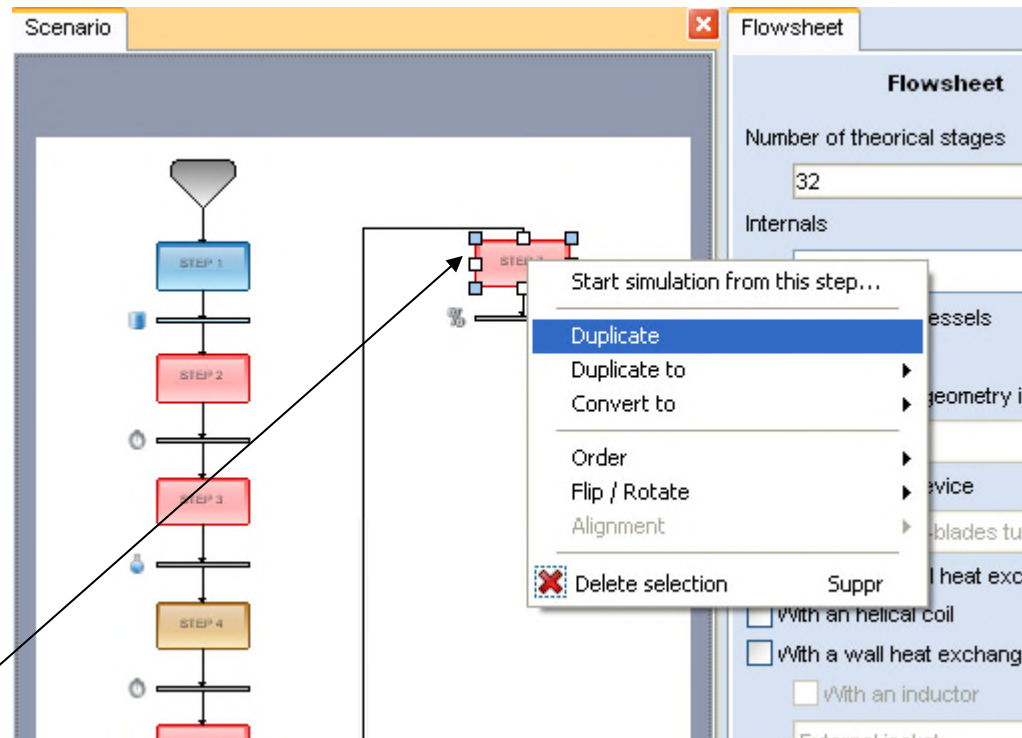 Scenario
STEP 1
STEP 2
STEP 3
STEP 4
%
Start simulation from this step...
Duplicate
Duplicate to
Convert to
Order
Flip / Rotate
Alignment
Delete selection Suppr
Flowsheet
Flowsheet
Number of theorical stages
32
Internals
essels
geometry i
evice
-blades tu
l heat exc
With an helical coil
With a wall heat exchang
With an inductor
External jacket